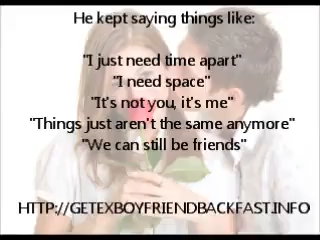 He kept saying things like:
"I just need time apart"
"I need space"
"It's not you, it's me"
"Things just aren't the same anymore"
"We can still be friends"
HTTP://GETEXBOYFRIENDBACKFAST.INFO